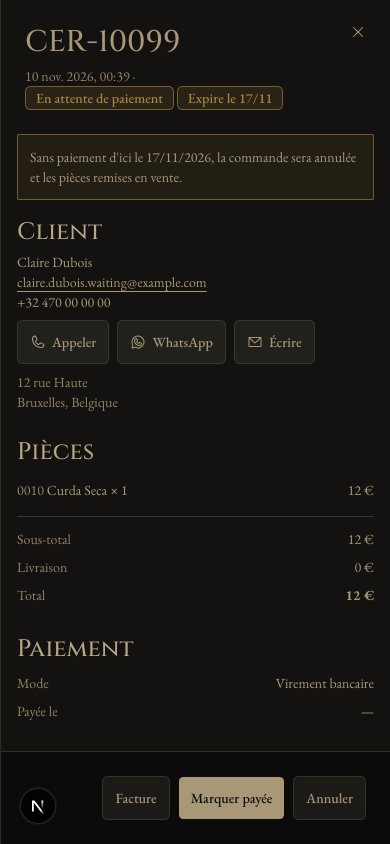 CER-10099
10 nov. 2026, 00:39 ·
En attente de paiement Expire le 17/11
Sans paiement d'ici le 17/11/2026, la commande sera annulée
et les pièces remises en vente.
Client
Claire Dubois
claire.dubois.waiting@example.com
+32 470 00 00 00
Appeler WhatsApp Écrire
12 rue Haute
Bruxelles, Belgique
Pièces
0010 Curda Seca × 1 12 €
Sous-total 12 €
Livraison 0 €
Total 12 €
Paiement
Mode Virement bancaire
Payée le —
N Facture Marquer payée Annuler